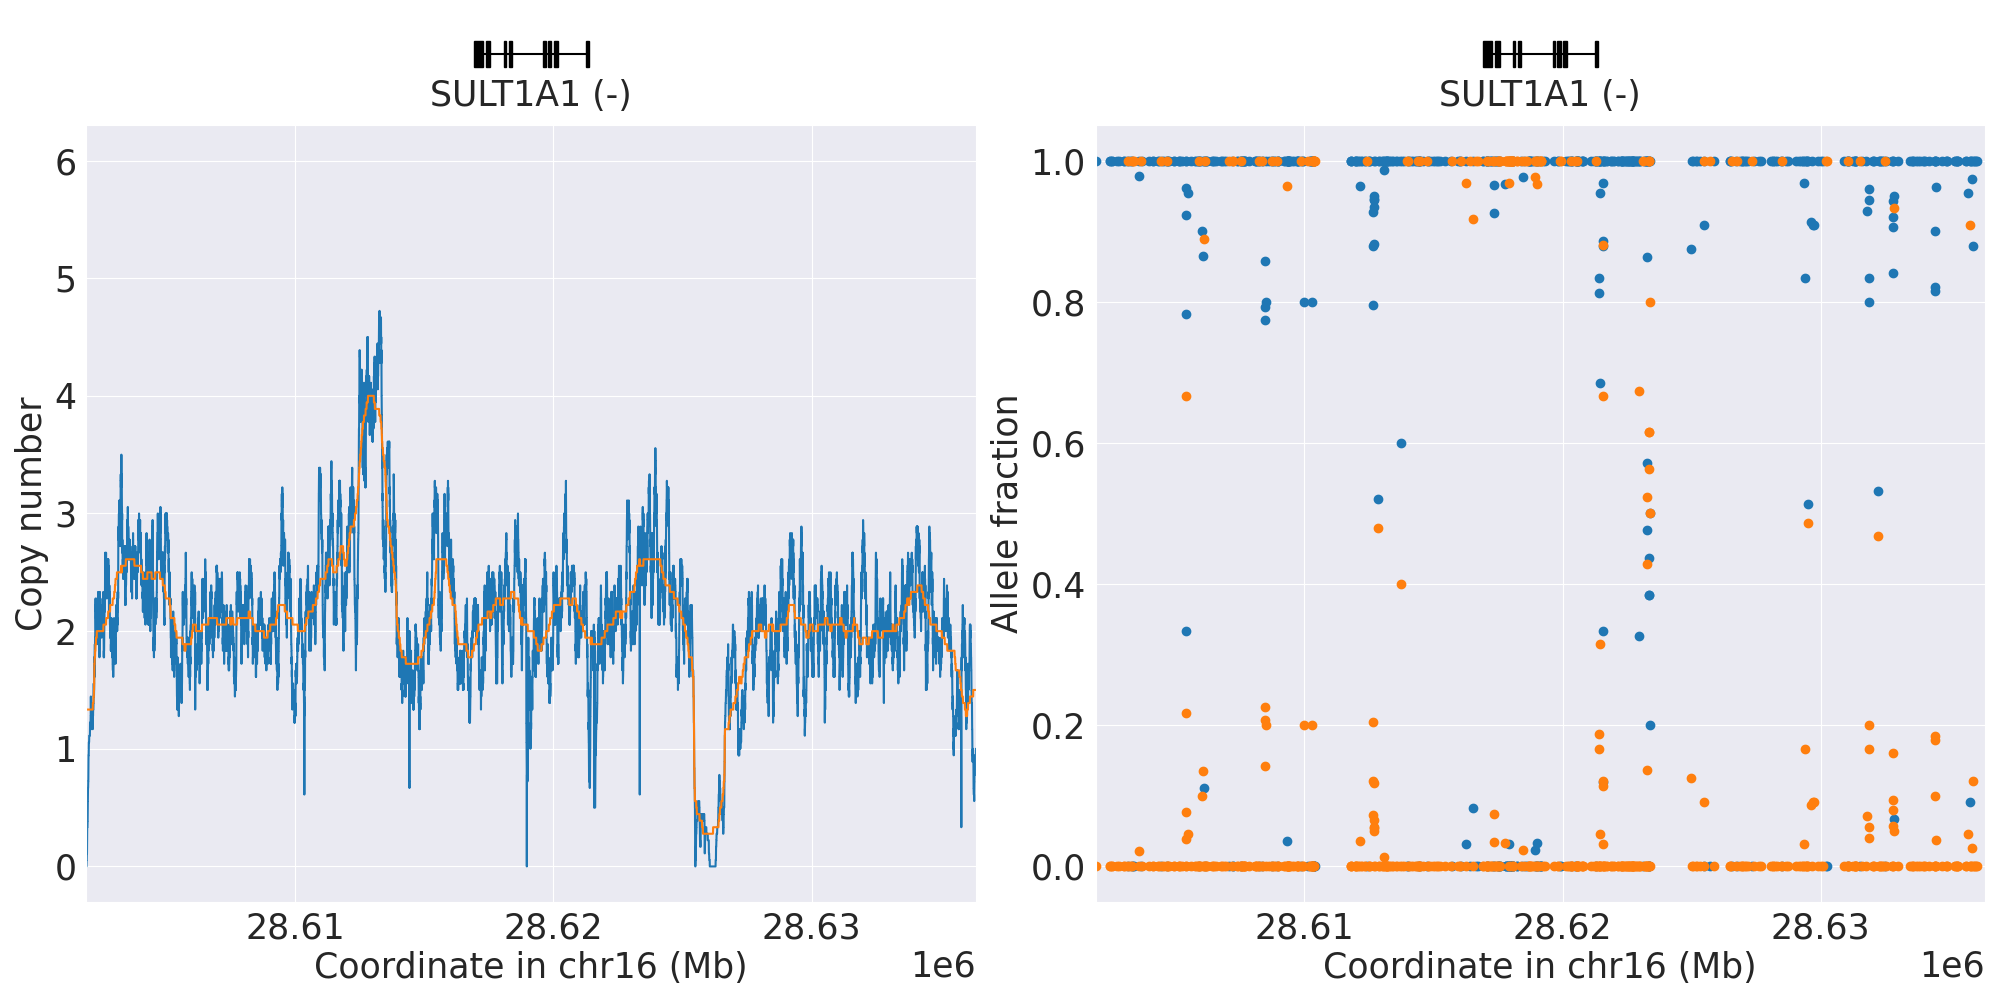 SULT1A1 (-)
Copy number
6
5
4
3
2
1
0
28.61
28.62
28.63
Coordinate in chr16 (Mb)
1e6
SULT1A1 (-)
Allele fraction
1.0
0.8
0.6
0.4
0.2
0.0
28.61
28.62
28.63
Coordinate in chr16 (Mb)
1e6